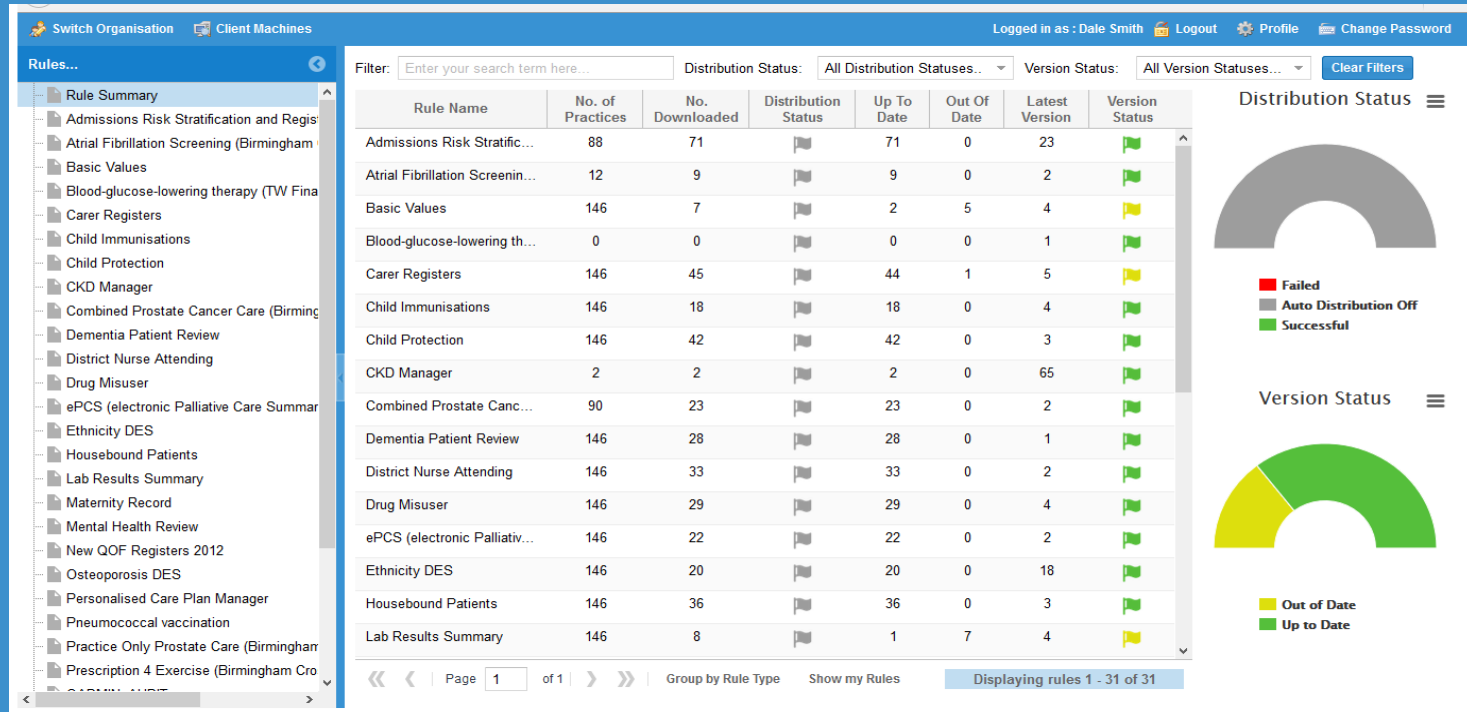 Switch Organisation Client Machines Logged in as : Dale Smith Logout Profile Change Password
Rules...
Rule Summary
Admissions Risk Stratification and Regist
Atrial Fibrillation Screening (Birmingham
Basic Values
Blood-glucose-lowering therapy (TW Fina
Carer Registers
Child Immunisations
Child Protection
CKD Manager
Combined Prostate Cancer Care (Birming
Dementia Patient Review
District Nurse Attending
Drug Misuser
ePCS (electronic Palliative Care Summar
Ethnicity DES
Housebound Patients
Lab Results Summary
Maternity Record
Mental Health Review
New QOF Registers 2012
Osteoporosis DES
Personalised Care Plan Manager
Pneumococcal vaccination
Practice Only Prostate Care (Birmingham
Prescription 4 Exercise (Birmingham Cro
Filter: Enter your search term here... Distribution Status: All Distribution Statuses.. Version Status: All Version Statuses... Clear Filters
Rule Name No. of Practices No. Downloaded Distribution Status Up To Date Out Of Date Latest Version Version Status
Admissions Risk Stratific... 88 71 71 0 23
Atrial Fibrillation Screenin... 12 9 9 0 2
Basic Values 146 7 2 5 4
Blood-glucose-lowering th... 0 0 0 0 1
Carer Registers 146 45 44 1 5
Child Immunisations 146 18 18 0 4
Child Protection 146 42 42 0 3
CKD Manager 2 2 2 0 65
Combined Prostate Canc... 90 23 23 0 2
Dementia Patient Review 146 28 28 0 1
District Nurse Attending 146 33 33 0 2
Drug Misuser 146 29 29 0 4
ePCS (electronic Palliativ... 146 22 22 0 2
Ethnicity DES 146 20 20 0 18
Housebound Patients 146 36 36 0 3
Lab Results Summary 146 8 1 7 4
Page 1 of 1 Group by Rule Type Show my Rules Displaying rules 1 - 31 of 31
Distribution Status
Failed
Auto Distribution Off
Successful
Version Status
Out of Date
Up to Date